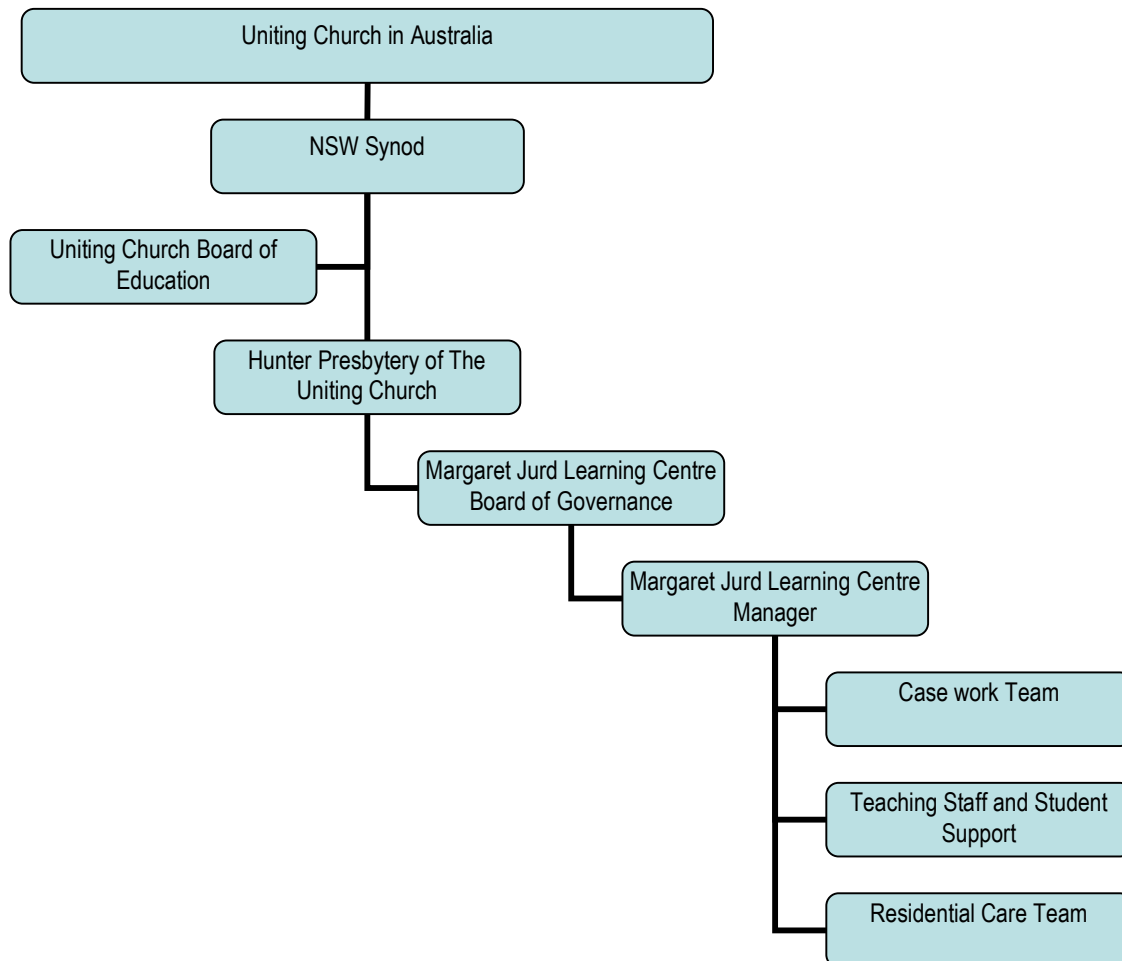 Uniting Church in Australia
NSW Synod
Uniting Church Board of
Education
Hunter Presbytery of The
Uniting Church
Margaret Jurd Learning Centre
Board of Governance
Margaret Jurd Learning Centre
Manager
Case work Team
Teaching Staff and Student
Support
Residential Care Team